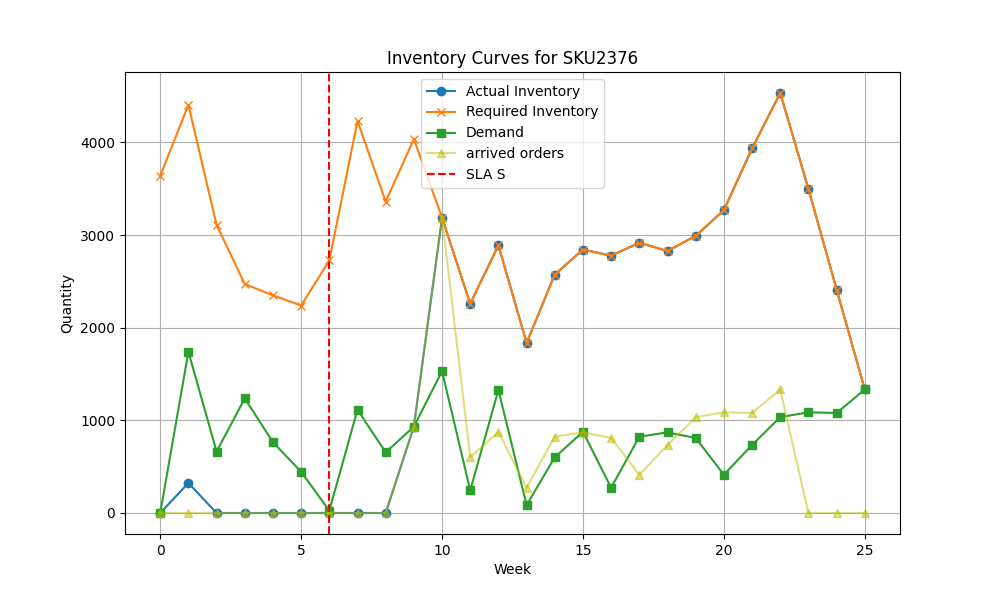 Inventory Curves for SKU2376
Actual Inventory
Required Inventory
Demand
arrived orders
SLA S
Quantity
4000
3000
2000
1000
0
0 5 10 15 20 25
Week